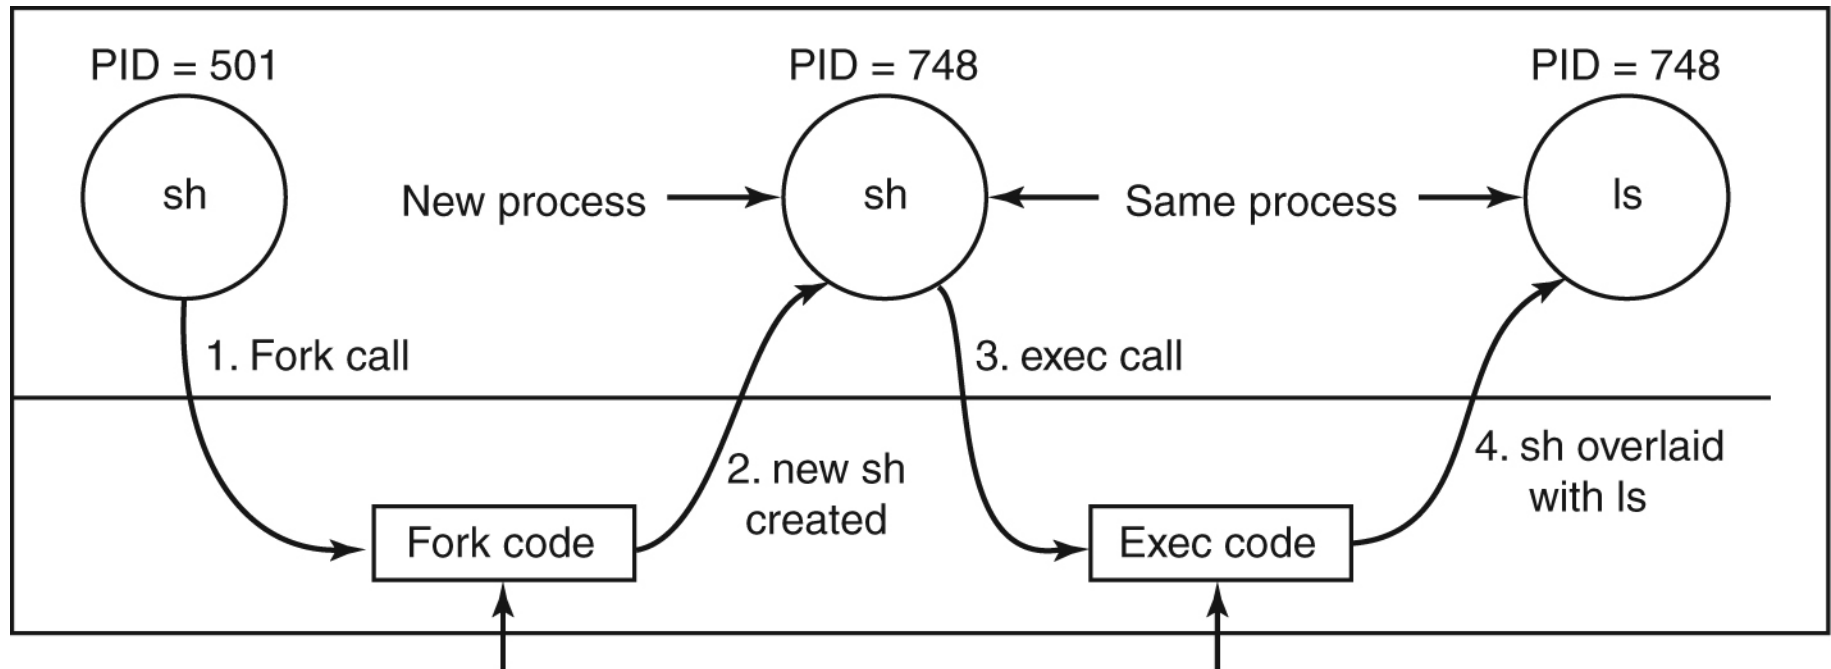 PID = 501
PID = 748
PID = 748
sh
New process
sh
Same process
ls
1. Fork call
3. exec call
2. new sh
created
4. sh overlaid
with ls
Fork code
Exec code